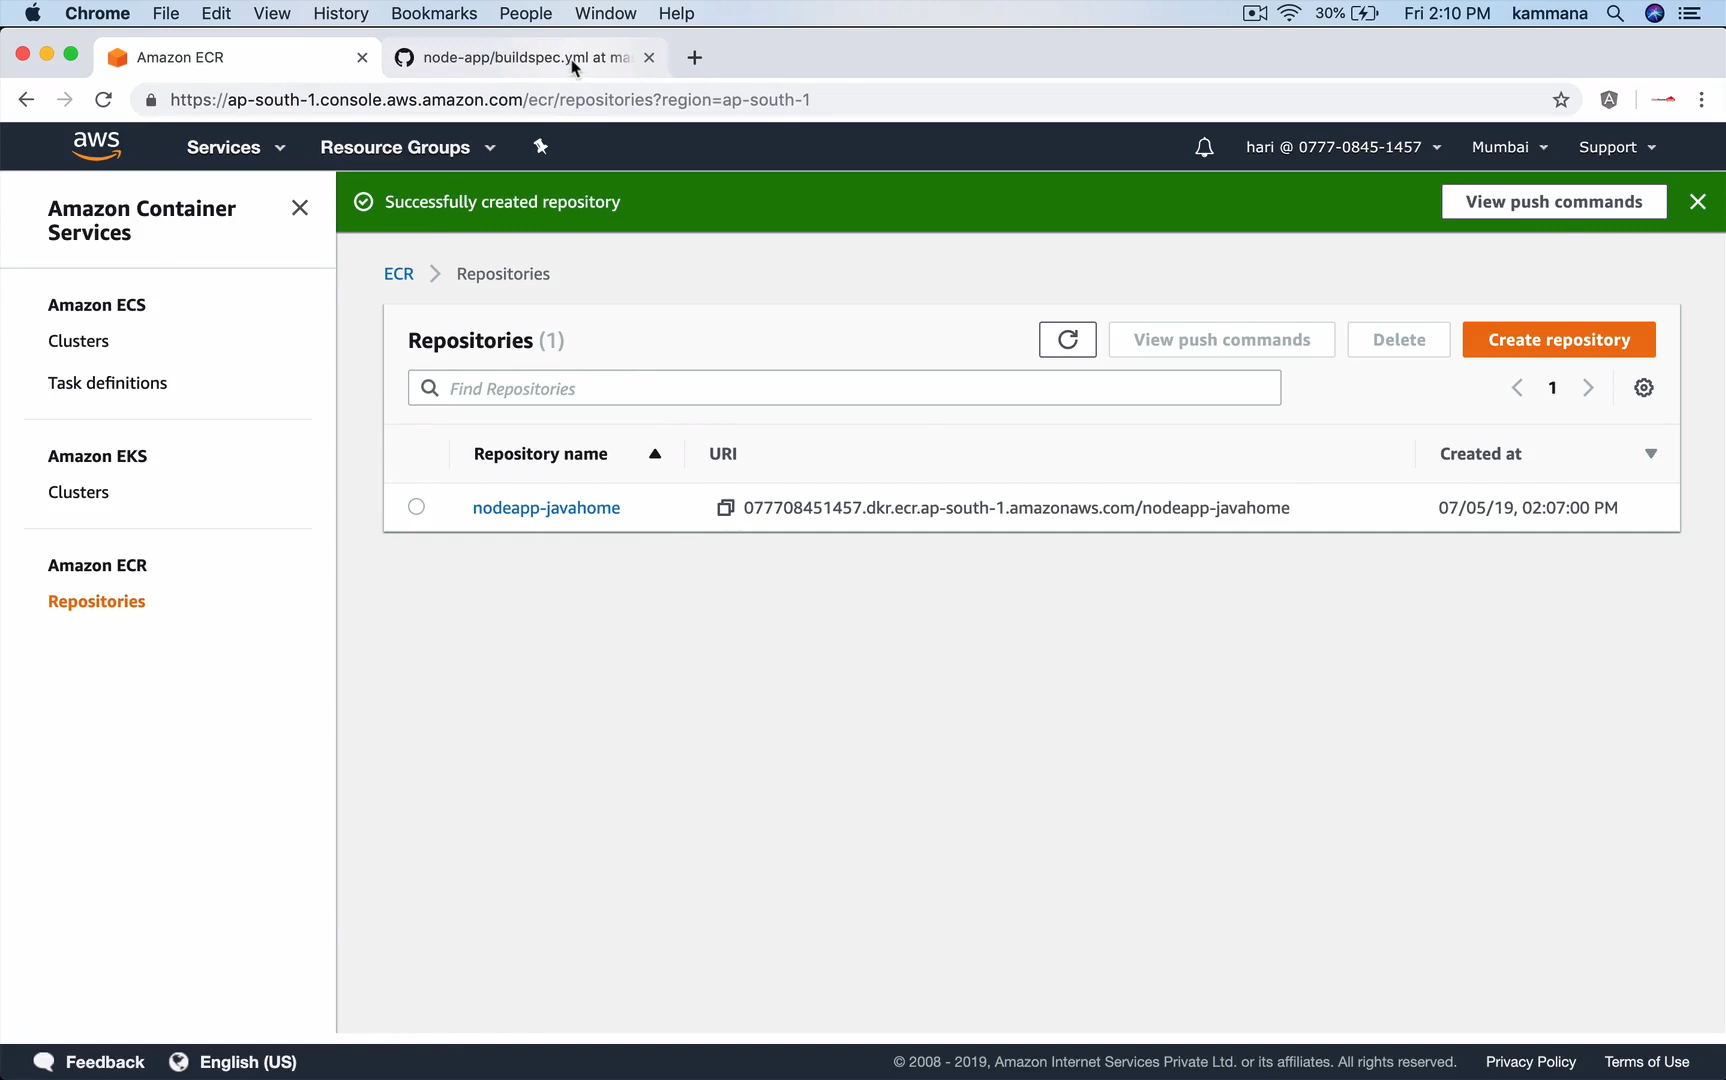 Chrome File Edit View History Bookmarks People Window Help 30% Fri 2:10 PM kammana
Amazon ECR node-app/buildspec.yml at ma
https://ap-south-1.console.aws.amazon.com/ecr/repositories?region=ap-south-1
aws Services Resource Groups hari @ 0777-0845-1457 Mumbai Support
Amazon Container
Services
Successfully created repository View push commands
ECR Repositories
Amazon ECS
Clusters
Task definitions
Amazon EKS
Clusters
Amazon ECR
Repositories
Repositories (1) View push commands Delete Create repository
Find Repositories 1
Repository name URI Created at
nodeapp-javahome 077708451457.dkr.ecr.ap-south-1.amazonaws.com/nodeapp-javahome 07/05/19, 02:07:00 PM
Feedback English (US) © 2008 - 2019, Amazon Internet Services Private Ltd. or its affiliates. All rights reserved. Privacy Policy Terms of Use